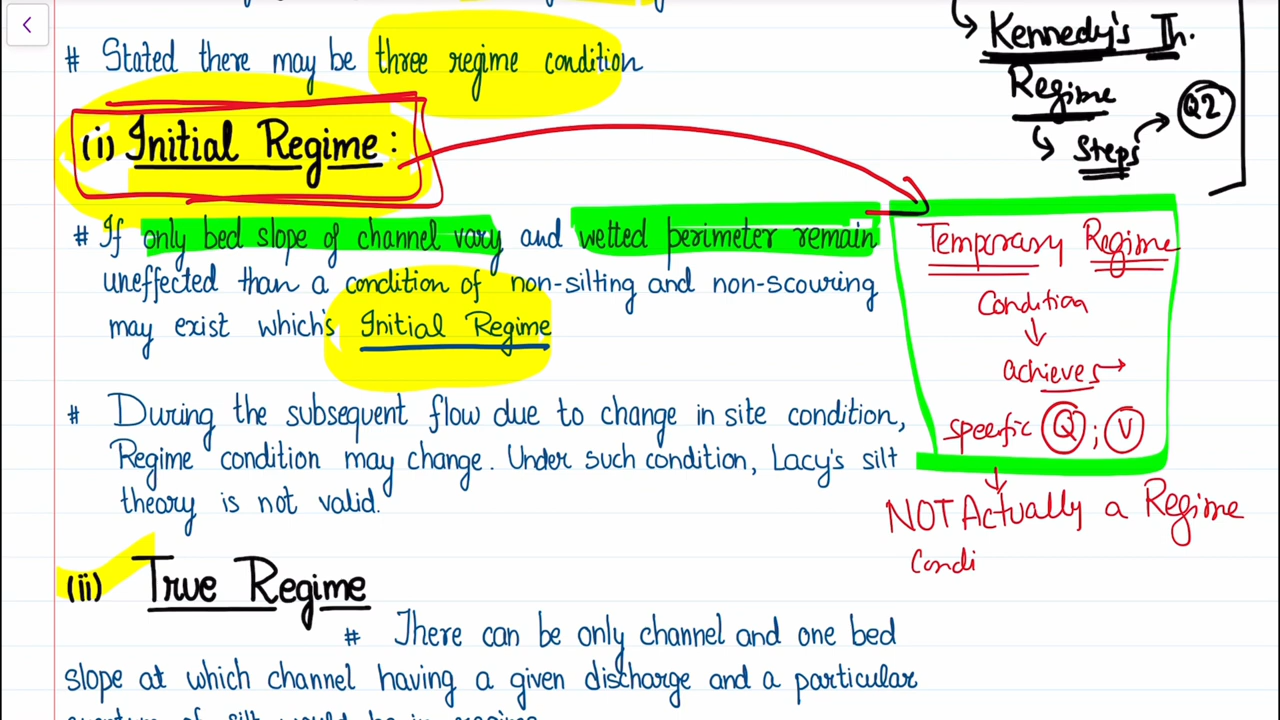 # Stated there may be three regime condition
Kennedy's Th.
Regime
Steps
Q2
(i) Initial Regime :
# If only bed slope of channel vary and wetted perimeter remain
uneffected than a condition of non-silting and non-scouring
may exist which's Initial Regime
Temporary Regime
Condition
achieves
specific Q ; V
NOT Actually a Regime
Condi
# During the subsequent flow due to change in site condition,
Regime condition may change. Under such condition, Lacy's silt
theory is not valid.
(ii) True Regime
# There can be only channel and one bed
slope at which channel having a given discharge and a particular